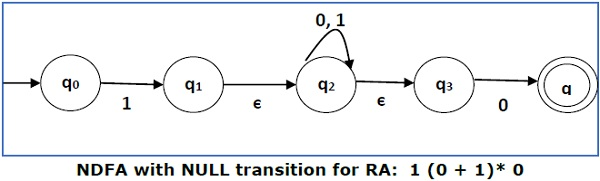 0, 1
q0 q1 q2 q3 q
1 ϵ ϵ 0
NDFA with NULL transition for RA: 1 (0 + 1)* 0